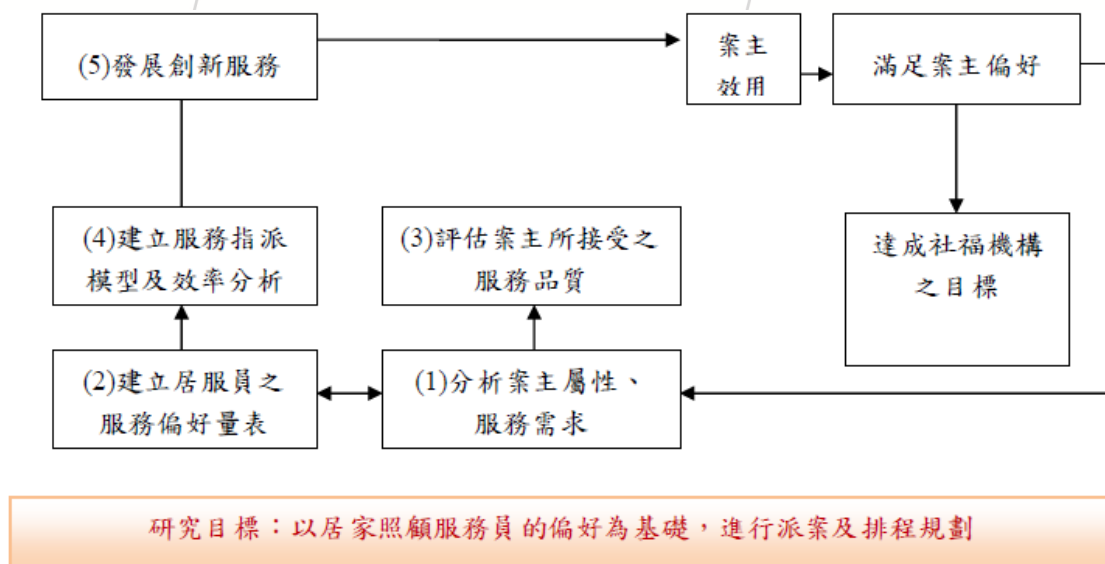 (5)發展創新服務
案主
效用
滿足案主偏好
(4)建立服務指派
模型及效率分析
(3)評估案主所接受之
服務品質
達成社福機構
之目標
(2)建立居服員之
服務偏好量表
(1)分析案主屬性、
服務需求
研究目標：以居家照顧服務員的偏好為基礎，進行派案及排程規劃